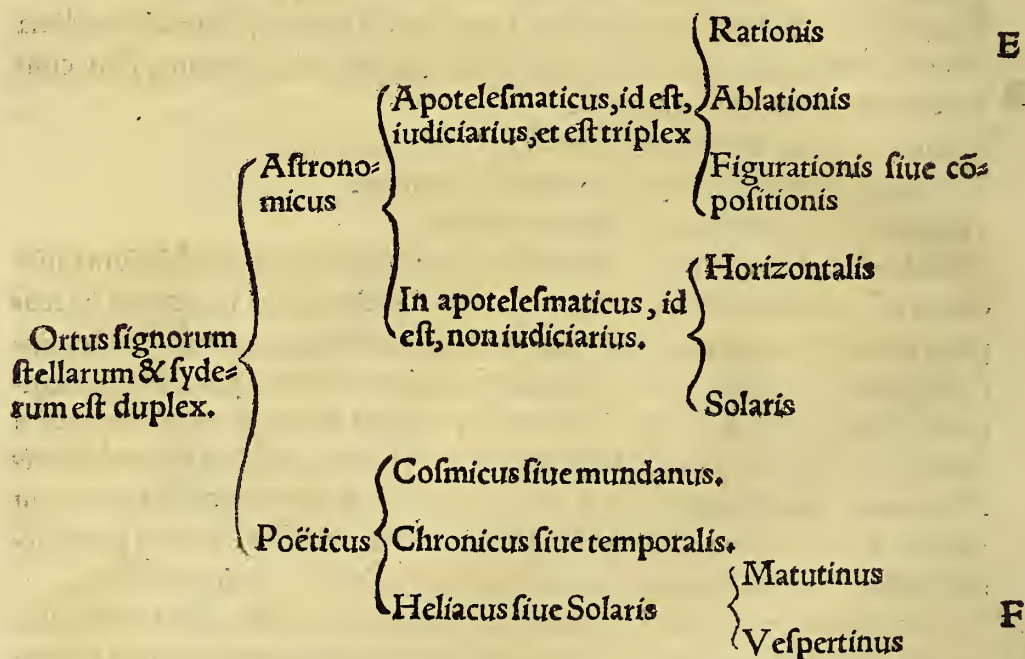 Rationis
E
Apoteleſmaticus, id eſt,
iudiciarius, et eſt triplex
Ablationis
Figurationis ſiue cō⸗
poſitionis
Aſtrono⸗
micus
Horizontalis
In apoteleſmaticus, id
eſt, non iudiciarius.
Solaris
Ortus ſignorum
ſtellarum & ſyde⸗
rum eſt duplex.
Coſmicus ſiue mundanus.
Poëticus
Chronicus ſiue temporalis.
Heliacus ſiue Solaris
Matutinus
Veſpertinus
F